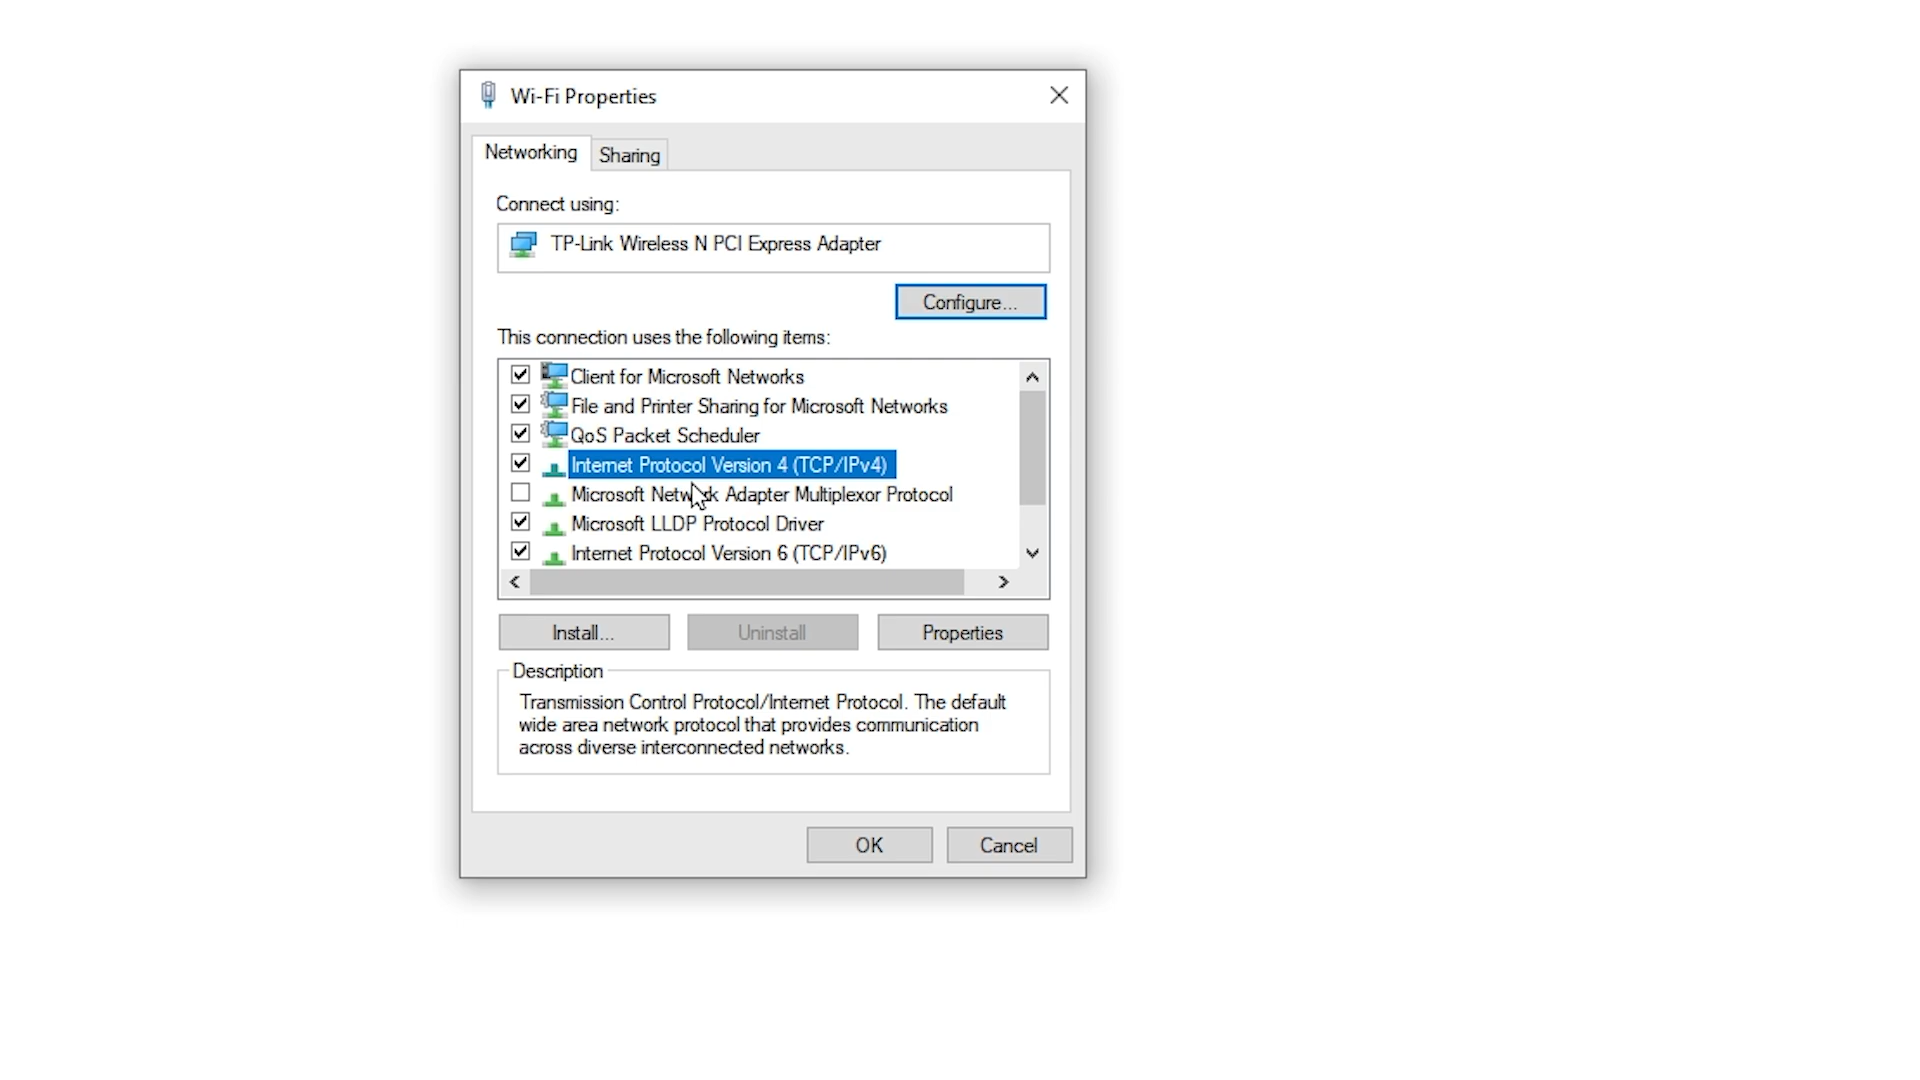 Wi-Fi Properties
Networking
Sharing
Connect using:
TP-Link Wireless N PCI Express Adapter
Configure...
This connection uses the following items:
Client for Microsoft Networks
File and Printer Sharing for Microsoft Networks
QoS Packet Scheduler
Internet Protocol Version 4 (TCP/IPv4)
Microsoft Network Adapter Multiplexor Protocol
Microsoft LLDP Protocol Driver
Internet Protocol Version 6 (TCP/IPv6)
Install...
Uninstall
Properties
Description
Transmission Control Protocol/Internet Protocol. The default
wide area network protocol that provides communication
across diverse interconnected networks.
OK
Cancel